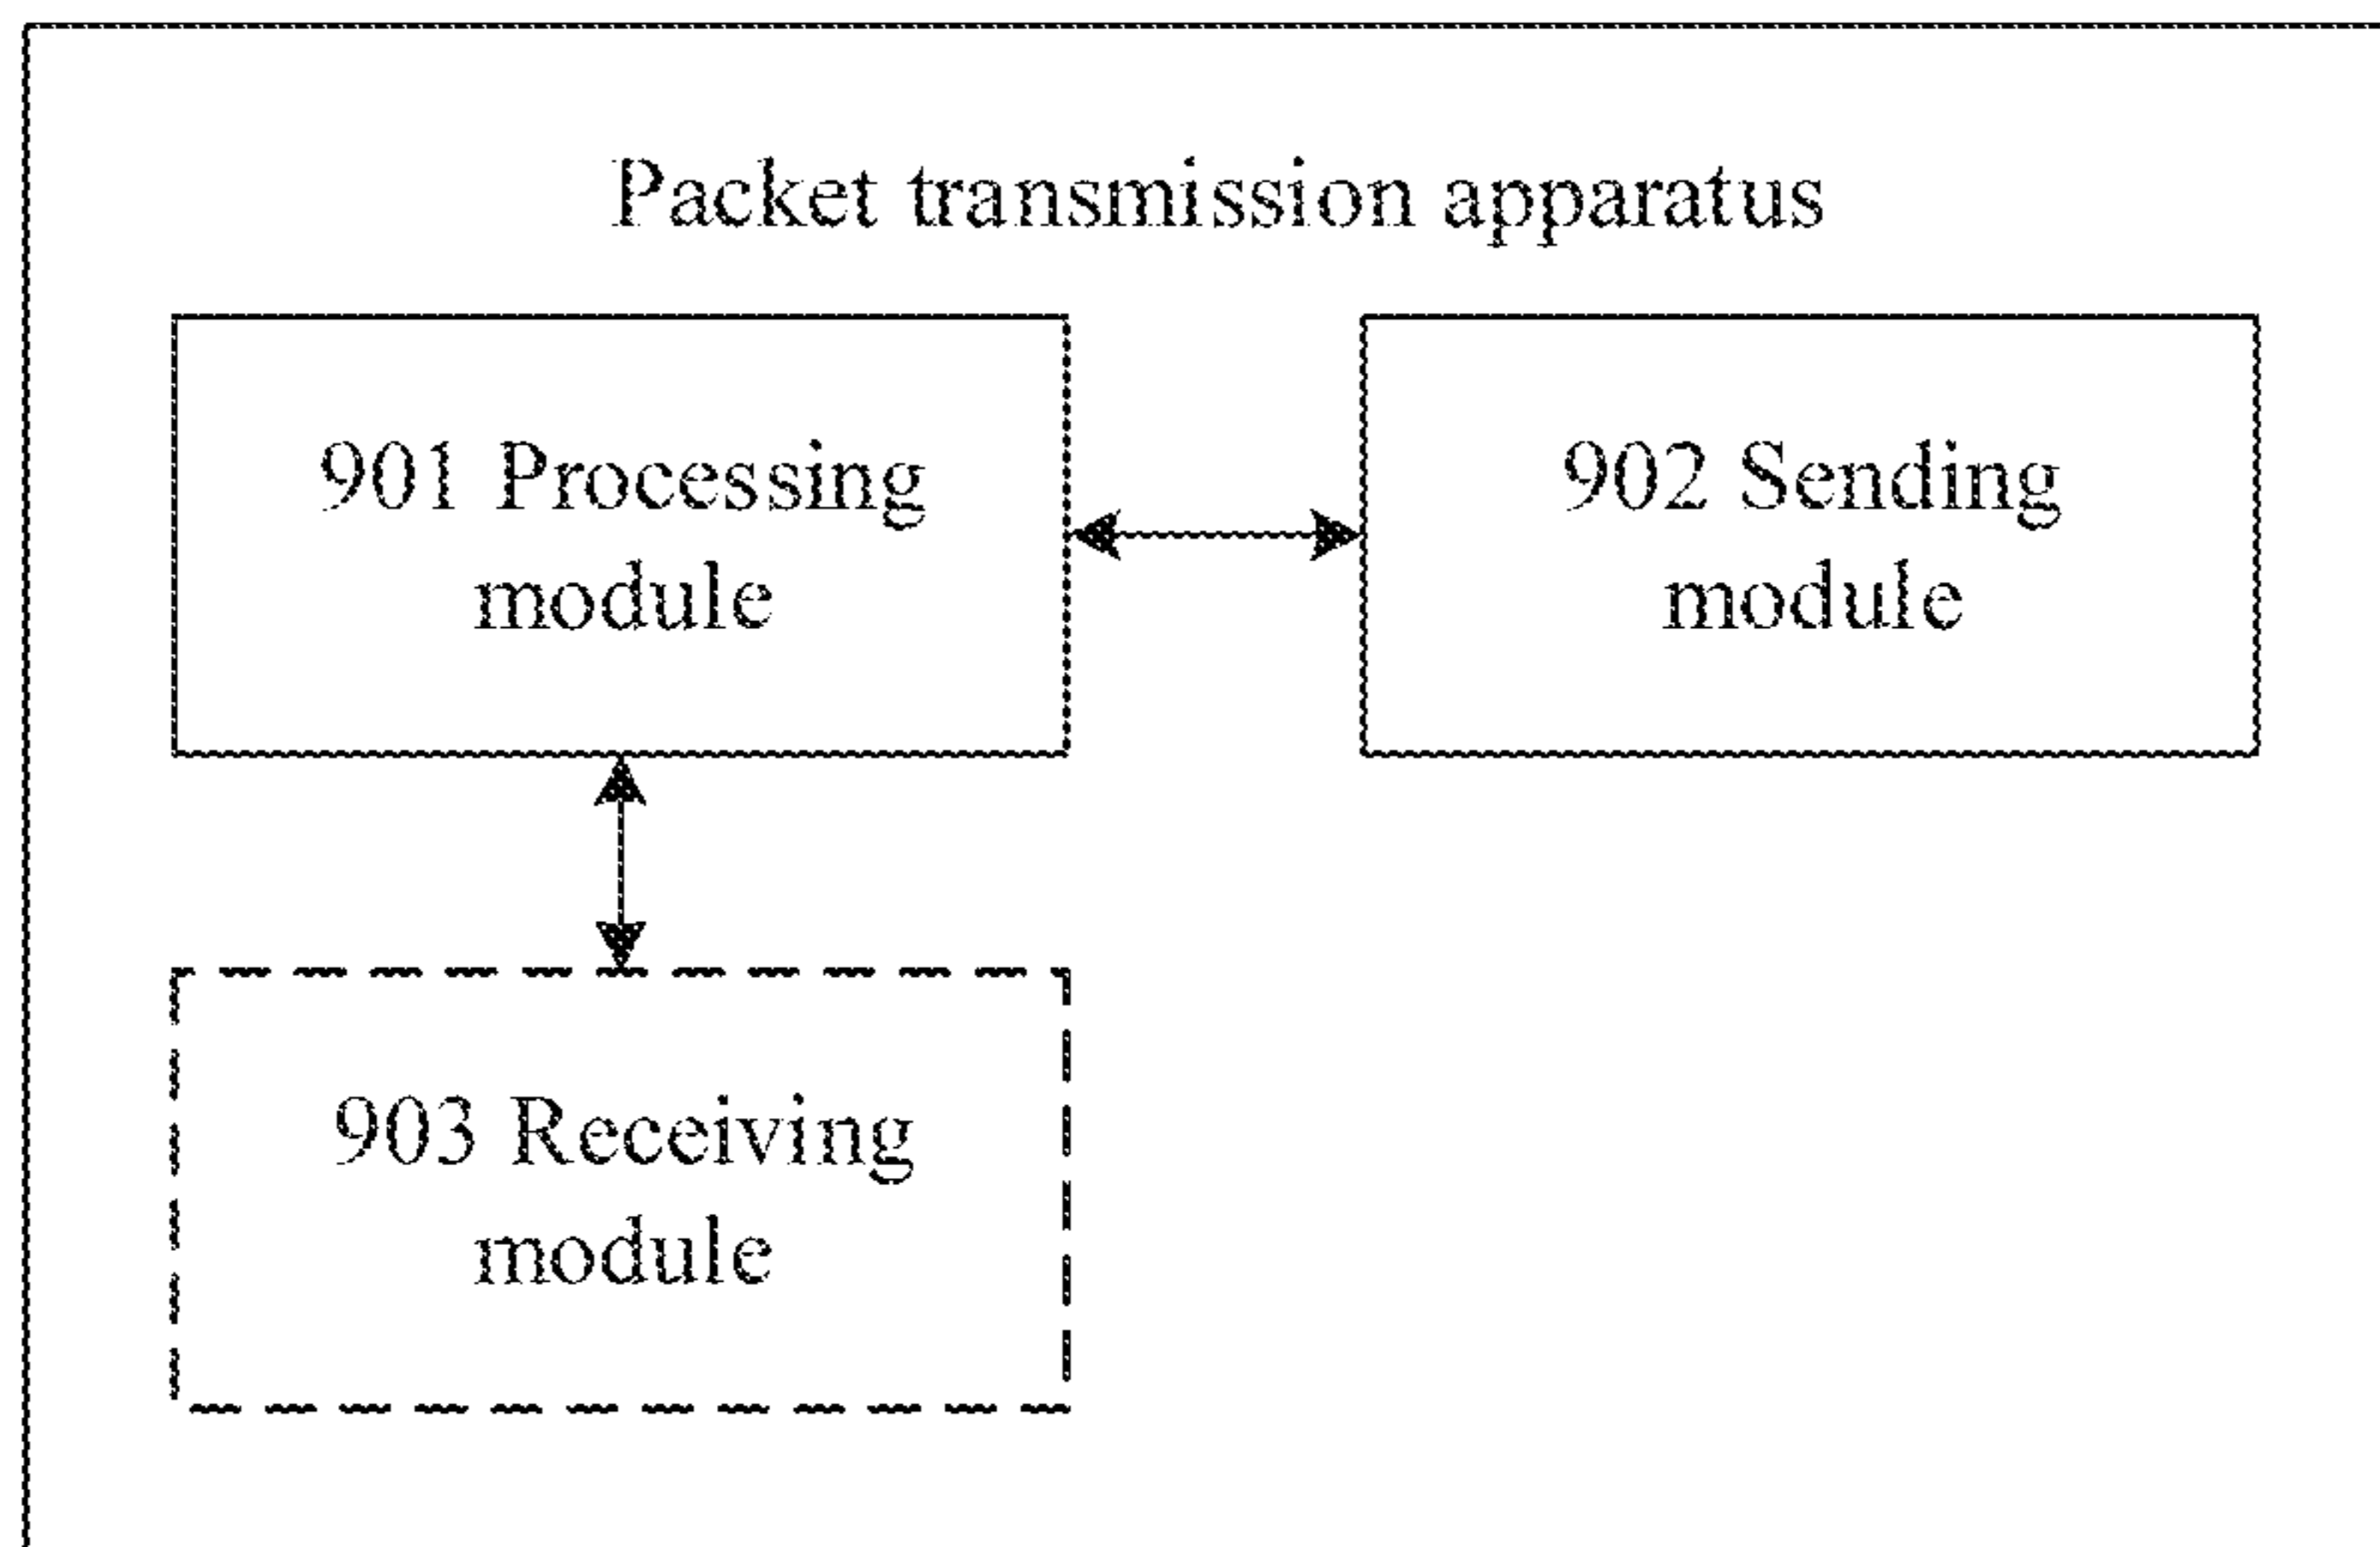 Packet transmission apparatus
901 Processing
module
902 Sending
module
903 Receiving
module